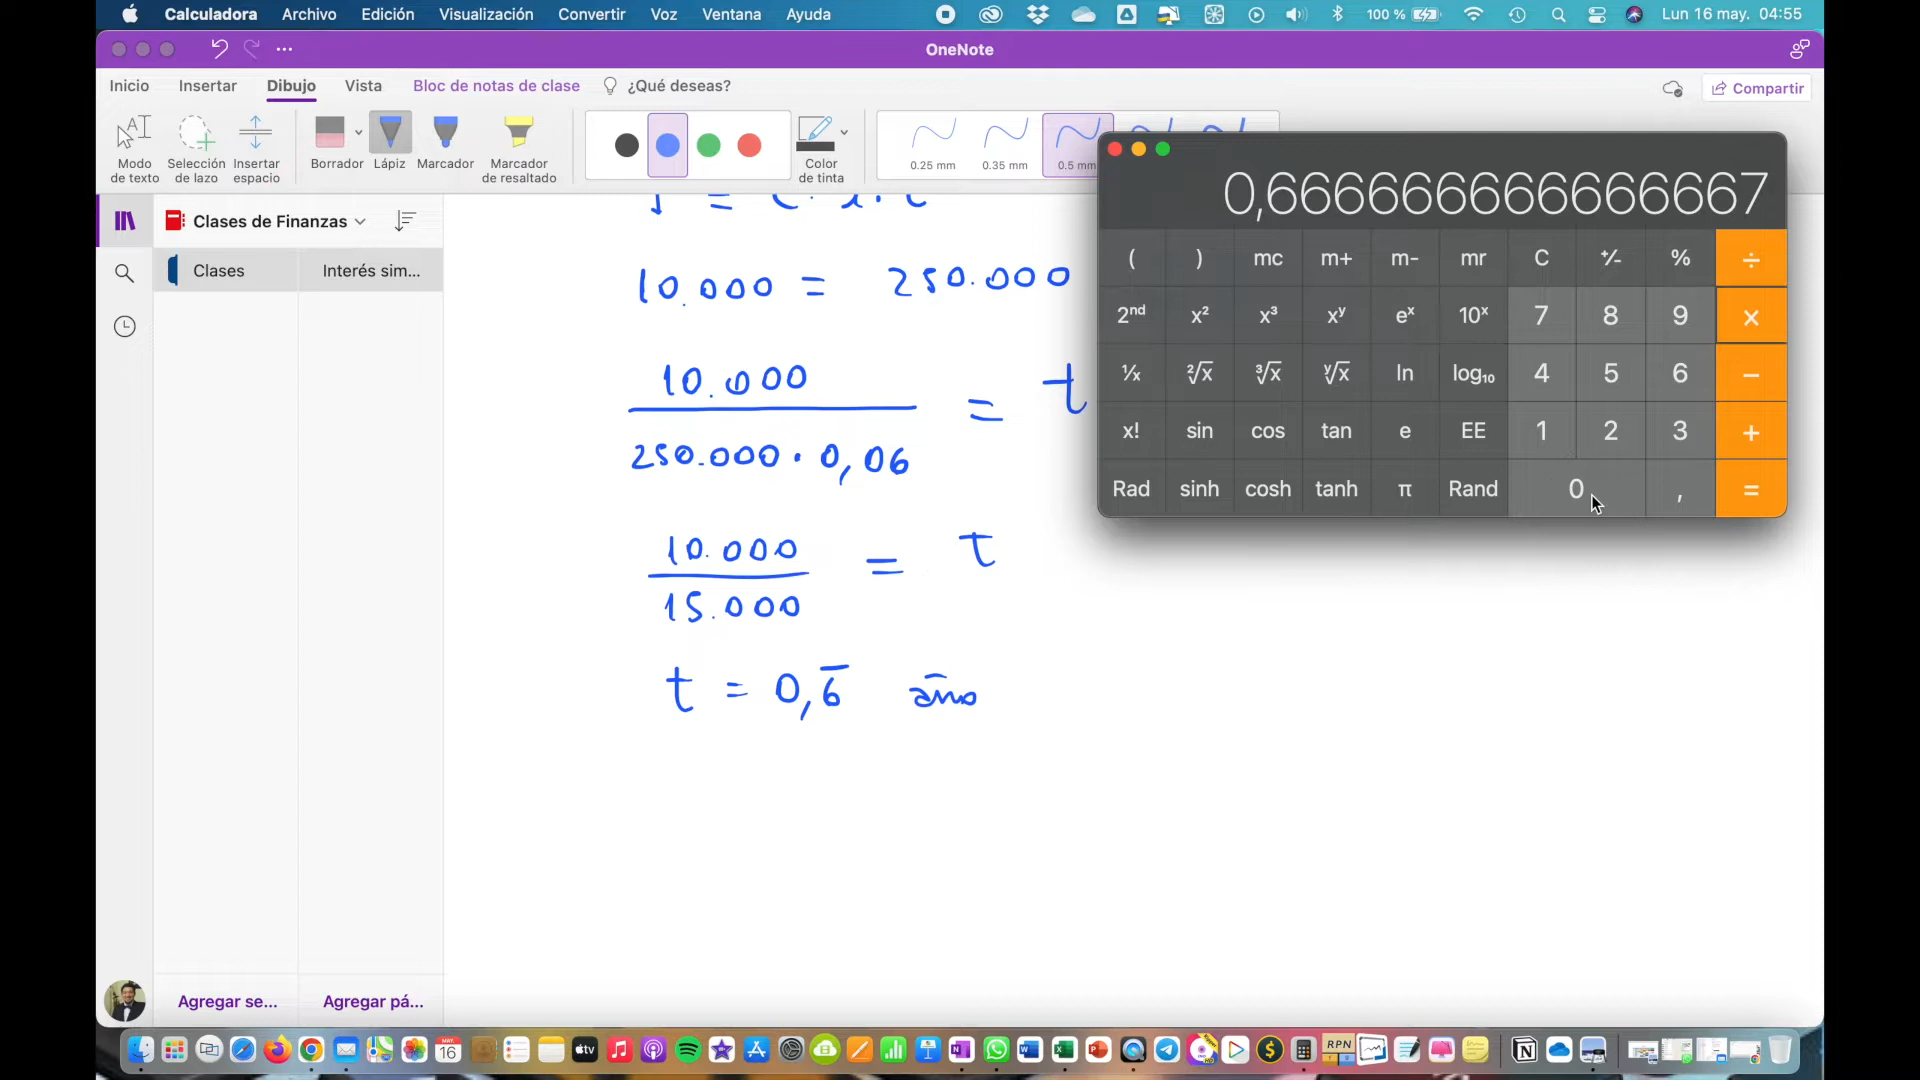 Calculadora Archivo Edición Visualización Convertir Voz Ventana Ayuda 100 % Lun 16 may. 04:55
OneNote
Inicio Insertar Dibujo Vista Bloc de notas de clase ¿Qué deseas? Compartir
Modo de texto
Selección de lazo
Insertar espacio
Borrador
Lápiz
Marcador
Marcador de resaltado
Color de tinta
0.25 mm 0.35 mm 0.5 mm
Clases de Finanzas
Clases Interés sim...
10.000 = 250.000
10.000
250.000 · 0,06
= t
10.000
15.000
= t
t = 0,6̅ año
0,6666666666666667
( ) mc m+ m- mr C +/- % ÷
2nd x² x³ xʸ eˣ 10ˣ 7 8 9 ×
1/x ²√x ³√x ʸ√x ln log₁₀ 4 5 6 −
x! sin cos tan e EE 1 2 3 +
Rad sinh cosh tanh π Rand 0 , =
Agregar se... Agregar pá...
16
tv
RPN